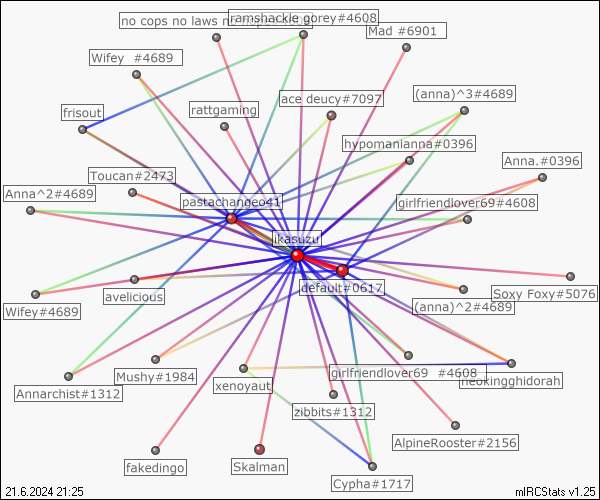 no cops no laws no
ramshackle gorey#4608
Mad #6901
Wifey  #4689
(anna)^3#4689
ace deucy#7097
rattgaming
frisout
hypomanianna#0396
Anna.#0396
Toucan#2473
Anna^2#4689
pastachangeo41
girlfriendlover69#4608
ikasuzu
default#0617
Soxy Foxy#5076
avelicious
(anna)^2#4689
Wifey#4689
girlfriendlover69  #4608
Mushy#1984
neokingghidorah
xenoyaut
Annarchist#1312
zibbits#1312
AlpineRooster#2156
fakedingo
Skalman
Cypha#1717
21.6.2024 21:25
mIRCStats v1.25